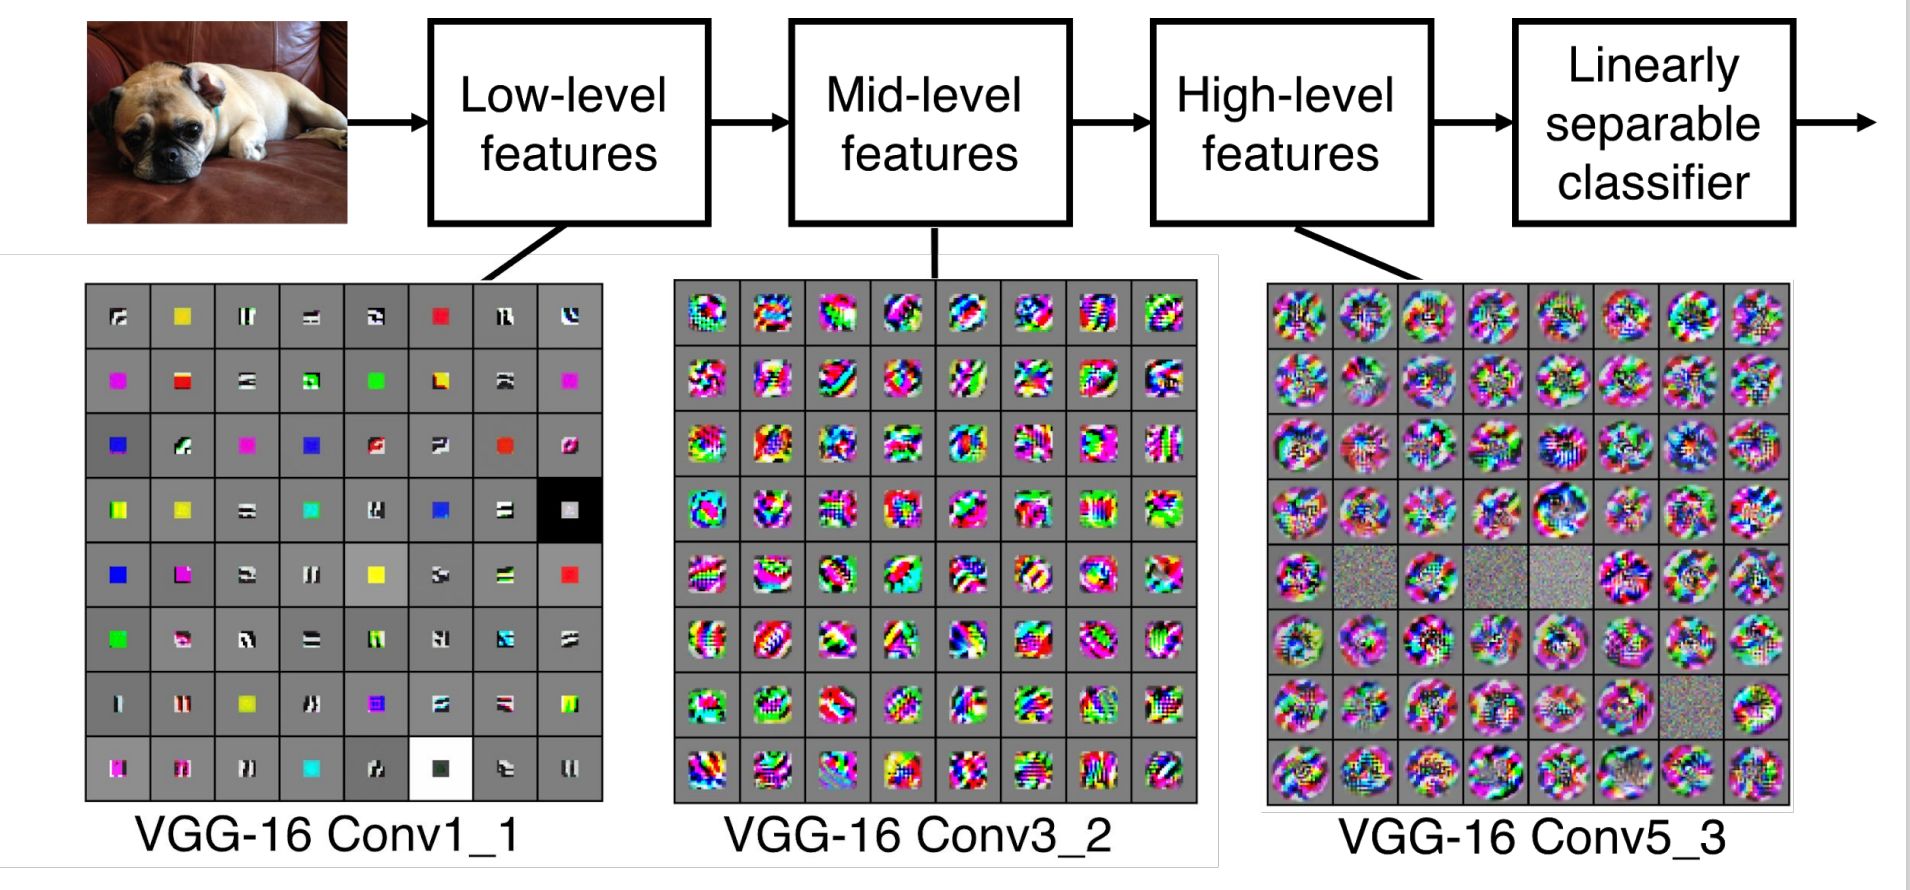 Low-level
features
Mid-level
features
High-level
features
Linearly
separable
classifier
VGG-16 Conv1_1
VGG-16 Conv3_2
VGG-16 Conv5_3